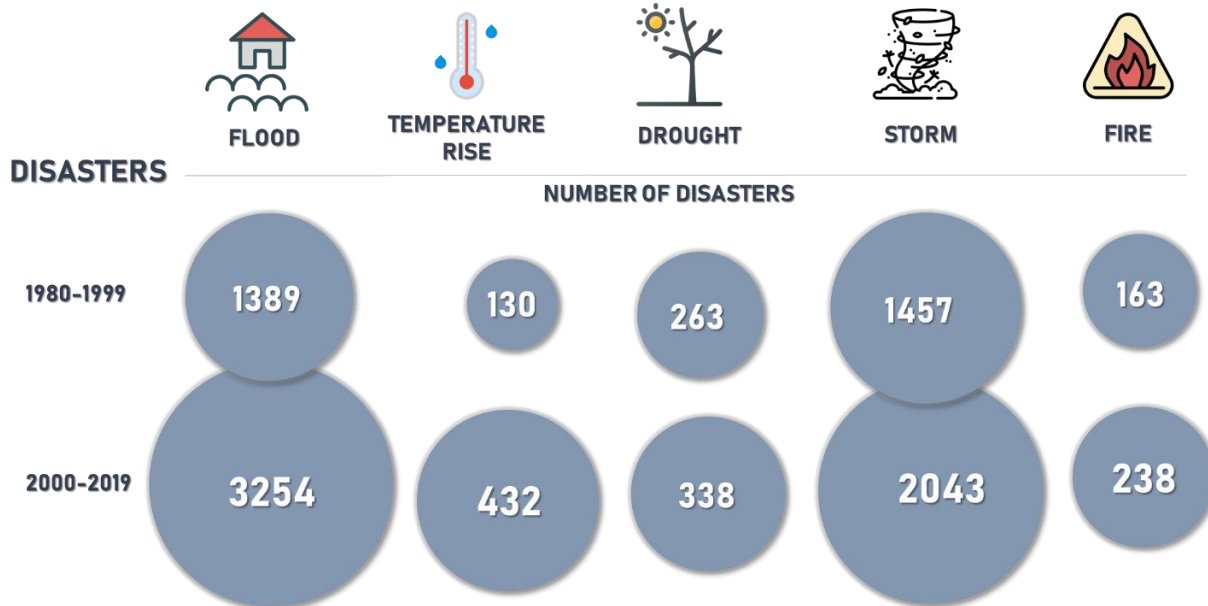 FLOOD
TEMPERATURE
RISE
DROUGHT
STORM
FIRE
DISASTERS
NUMBER OF DISASTERS
1980-1999
1389
130
263
1457
163
2000-2019
3254
432
338
2043
238